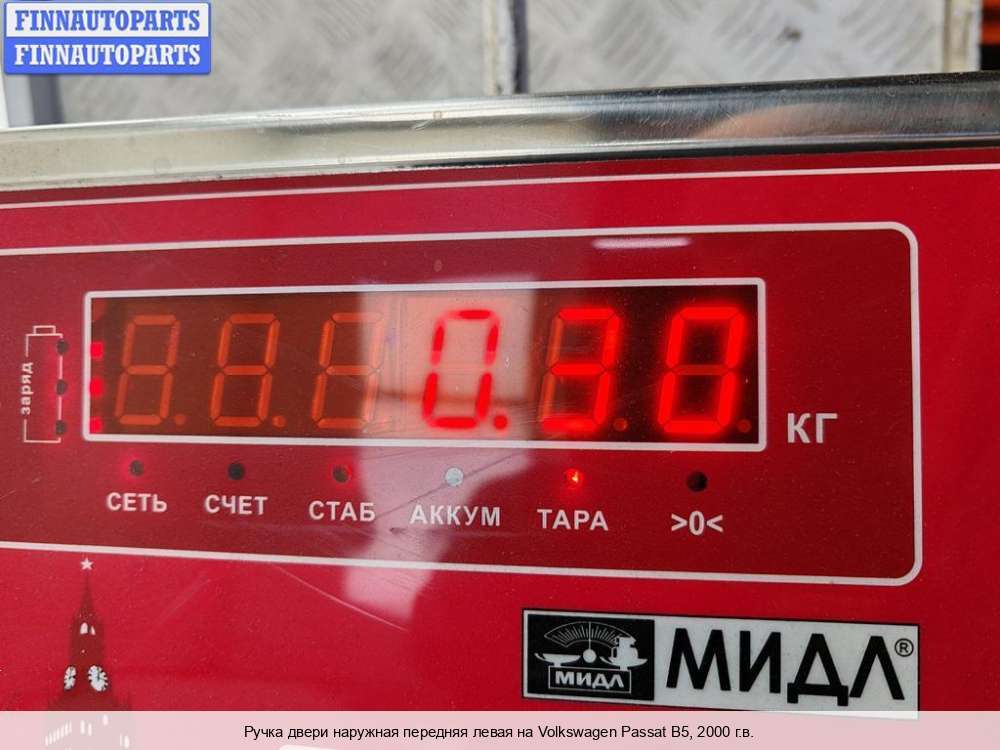 FINNAUTOPARTS
FINNAUTOPARTS
заряд
0.30
КГ
СЕТЬ СЧЕТ СТАБ АККУМ ТАРА >0<
МИДЛ МИДЛ®
Ручка двери наружная передняя левая на Volkswagen Passat B5, 2000 г.в.